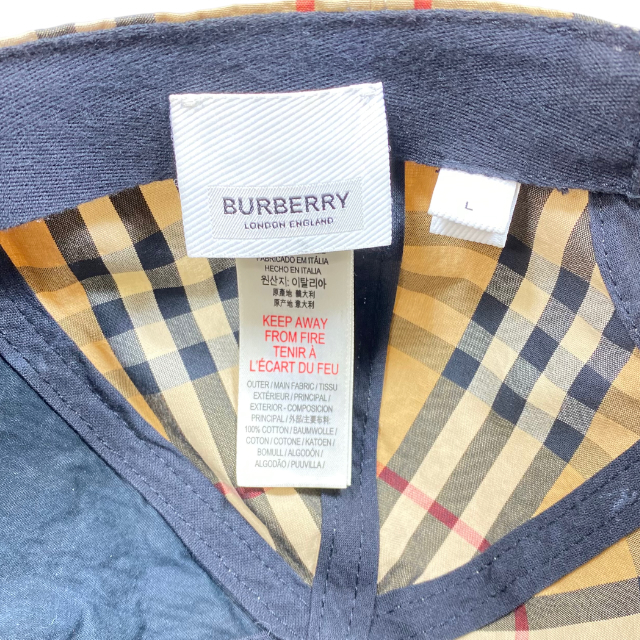 BURBERRY
LONDON ENGLAND
L
FABRICADO EM ITÁLIA
HECHO EN ITALIA
원산지: 이탈리아
原產地: 義大利
原产地: 意大利
KEEP AWAY
FROM FIRE
TENIR À
L'ÉCART DU FEU
OUTER / MAIN FABRIC / TISSU
EXTÉRIEUR / PRINCIPAL /
EXTERIOR - COMPOSICIÓN
PRINCIPAL / 外部/主要布料
100% COTTON / BAUMWOLLE /
COTON / COTONE / KATOEN /
BOMULL / ALGODÓN /
ALGODÃO / PUUVILLA /